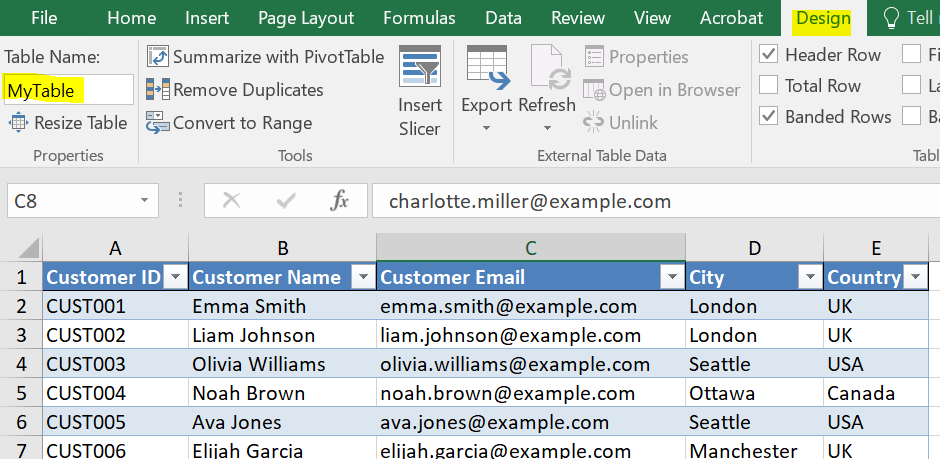 File Home Insert Page Layout Formulas Data Review View Acrobat Design Tell
Table Name:
MyTable
Resize Table
Properties
Summarize with PivotTable
Remove Duplicates
Convert to Range
Tools
Insert
Slicer
Export
Refresh
Properties
Open in Browser
Unlink
External Table Data
Header Row
Total Row
Banded Rows
Fi
La
Ba
Tabl
C8 fx charlotte.miller@example.com
A B C D E
1 Customer ID Customer Name Customer Email City Country
2 CUST001 Emma Smith emma.smith@example.com London UK
3 CUST002 Liam Johnson liam.johnson@example.com London UK
4 CUST003 Olivia Williams olivia.williams@example.com Seattle USA
5 CUST004 Noah Brown noah.brown@example.com Ottawa Canada
6 CUST005 Ava Jones ava.jones@example.com Seattle USA
7 CUST006 Elijah Garcia elijah.garcia@example.com Manchester UK